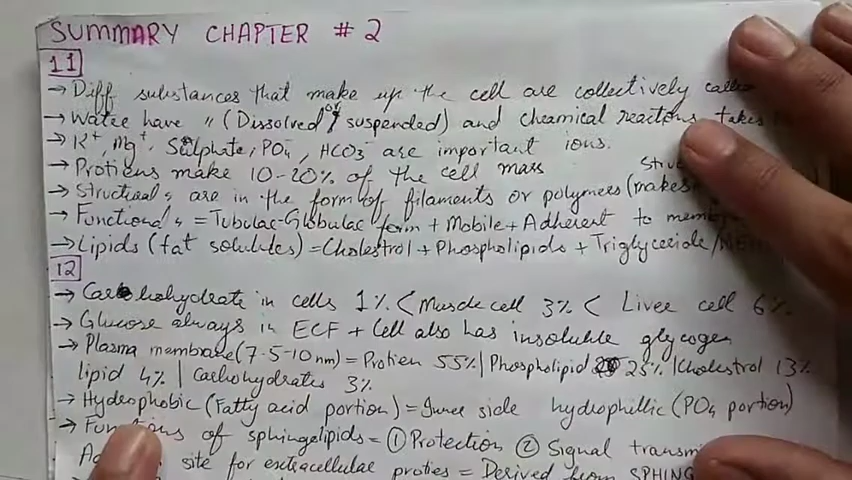 SUMMARY CHAPTER # 2
11
→ Diff substances that make up the cell are collectively
→ Water have " (Dissolved or suspended) and cheamical reactions takes
→ K+, Mg+, Sulphate, PO4, HCO3 are important ions.
→ Protiens make 10-20% of the cell mass
→ Structural " are in the form of filaments or polymers (makes
→ Functional " = Tubular-Globular form + Mobile + Adherent to
→ Lipids (fat solubles) = Cholestrol + Phospholipids + Triglyceride/
12
→ Carbohydrate in cells 1% < Muscle cell 3% < Liver cell 6%
→ Glucose always in ECF + Cell also has insoluble glycogen
→ Plasma membrane (7.5-10 nm) = Protien 55% | Phospholipid 25% | Cholestrol 13%
lipid 4% | Carbohydrates 3%
→ Hydrophobic (Fatty acid portion) = Inner side hydrophillic (PO4 portion)
→ Functions of sphingelipids = ① Protection ② Signal
site for extracellular proties = Derived from SPHING